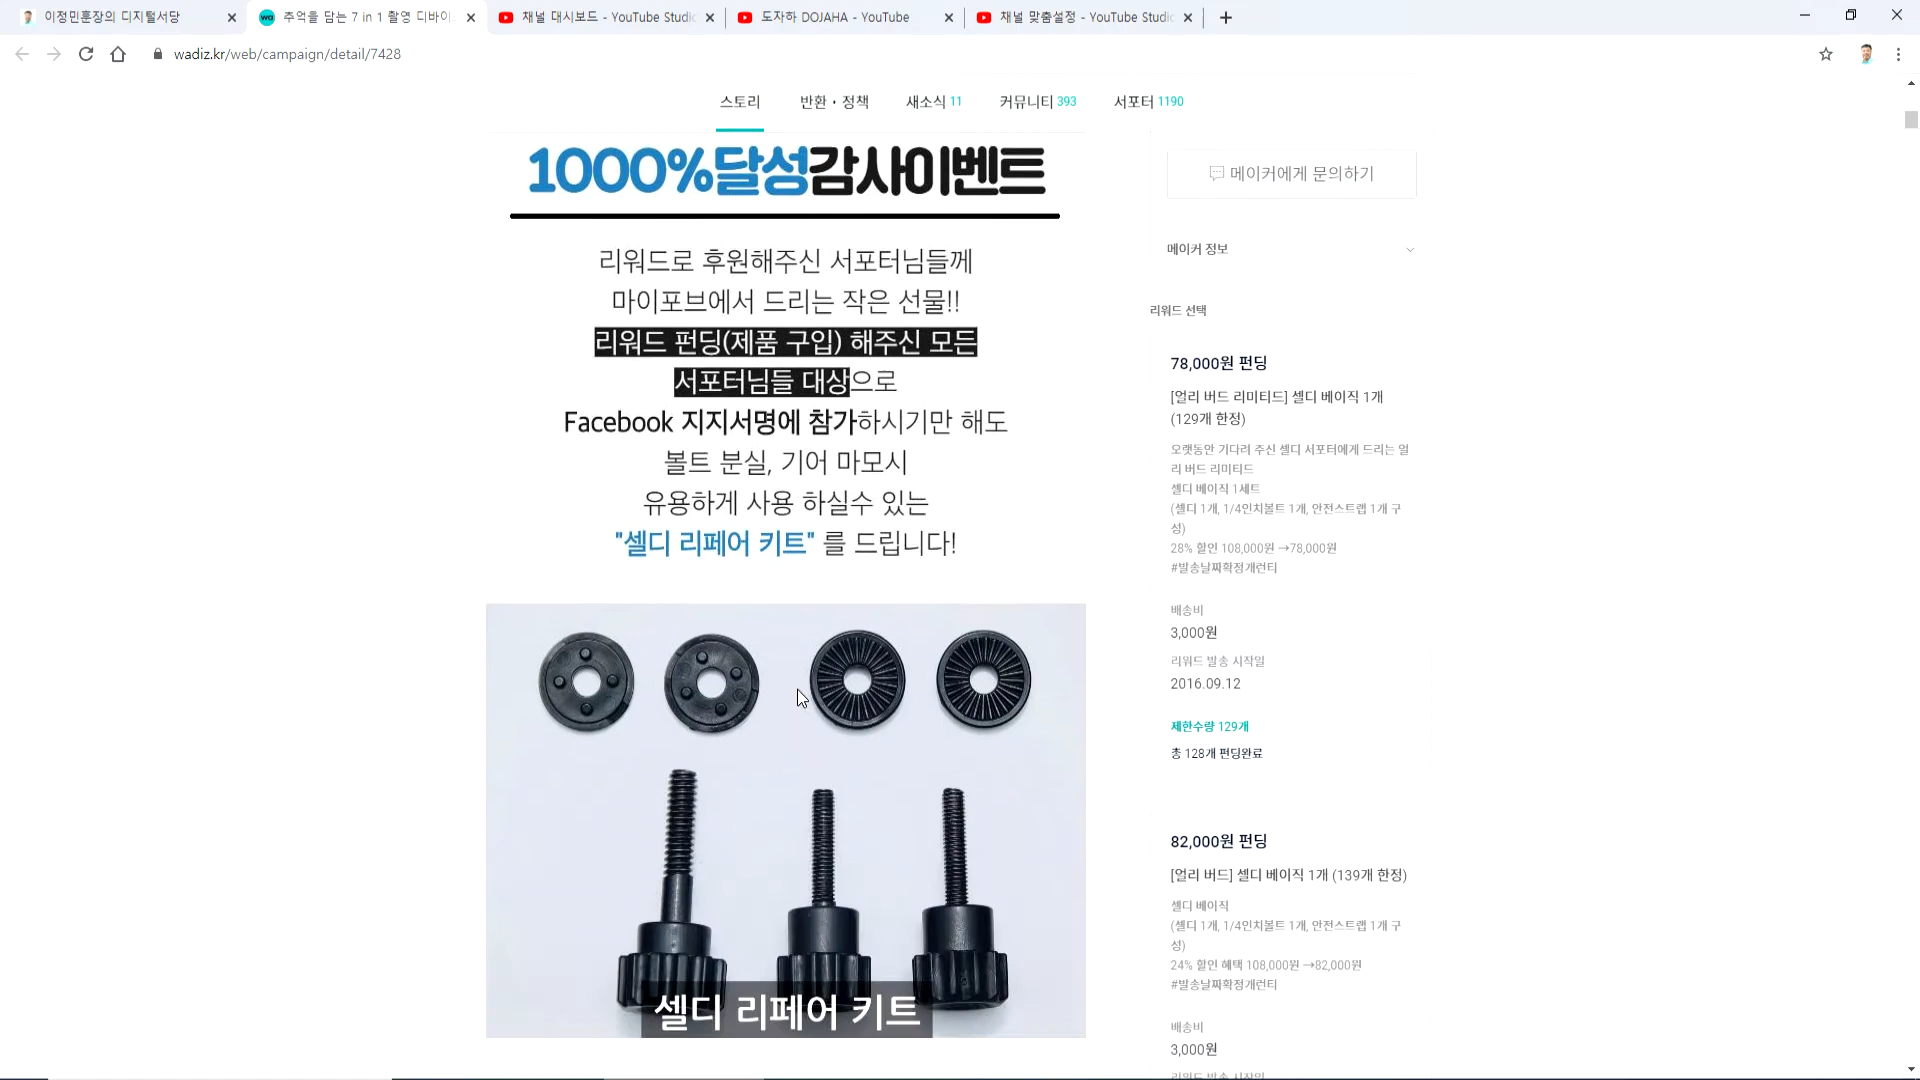 이정민훈장의 디지털서당
추억을 담는 7 in 1 촬영 디바이
채널 대시보드 - YouTube Studio
도자하 DOJAHA - YouTube
채널 맞춤설정 - YouTube Studio
wadiz.kr/web/campaign/detail/7428
스토리
반환・정책
새소식 11
커뮤니티 393
서포터 1190
1000%달성감사이벤트
리워드로 후원해주신 서포터님들께
마이포브에서 드리는 작은 선물!!
리워드 펀딩(제품 구입) 해주신 모든
서포터님들 대상으로
Facebook 지지서명에 참가하시기만 해도
볼트 분실, 기어 마모시
유용하게 사용 하실수 있는
"셀디 리페어 키트" 를 드립니다!
셀디 리페어 키트
메이커에게 문의하기
메이커 정보
리워드 선택
78,000원 펀딩
[얼리 버드 리미티드] 셀디 베이직 1개
(129개 한정)
오랫동안 기다려 주신 셀디 서포터에게 드리는 얼
리 버드 리미티드
셀디 베이직 1세트
(셀디 1개, 1/4인치볼트 1개, 안전스트랩 1개 구
성)
28% 할인 108,000원 →78,000원
#발송날짜확정개런티
배송비
3,000원
리워드 발송 시작일
2016.09.12
제한수량 129개
총 128개 펀딩완료
82,000원 펀딩
[얼리 버드] 셀디 베이직 1개 (139개 한정)
셀디 베이직
(셀디 1개, 1/4인치볼트 1개, 안전스트랩 1개 구
성)
24% 할인 혜택 108,000원 →82,000원
#발송날짜확정개런티
배송비
3,000원
리워드 발송 시작일